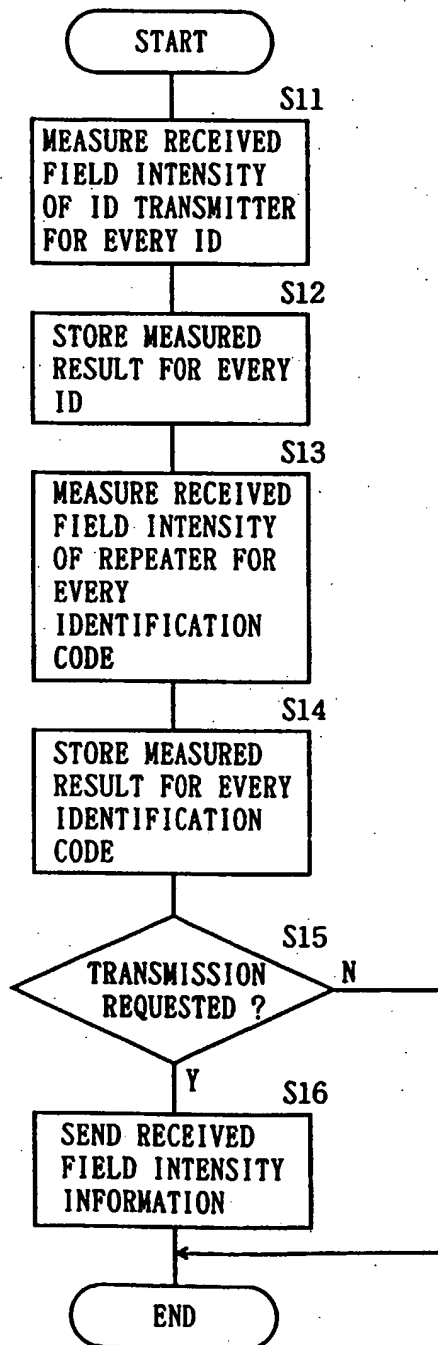 START
S11
MEASURE RECEIVED
FIELD INTENSITY
OF ID TRANSMITTER
FOR EVERY ID
S12
STORE MEASURED
RESULT FOR EVERY
ID
S13
MEASURE RECEIVED
FIELD INTENSITY
OF REPEATER FOR
EVERY
IDENTIFICATION
CODE
S14
STORE MEASURED
RESULT FOR EVERY
IDENTIFICATION
CODE
S15
TRANSMISSION
REQUESTED ?
N
Y
S16
SEND RECEIVED
FIELD INTENSITY
INFORMATION
END